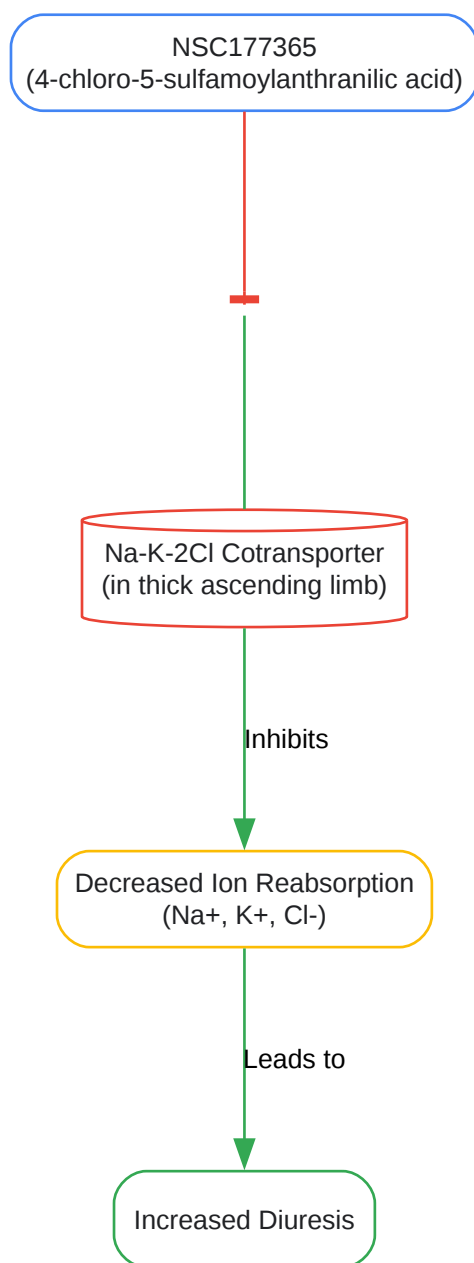 NSC177365
(4-chloro-5-sulfamoylanthranilic acid)
Na-K-2Cl Cotransporter
(in thick ascending limb)
Inhibits
Decreased Ion Reabsorption
(Na+, K+, Cl-)
Leads to
Increased Diuresis